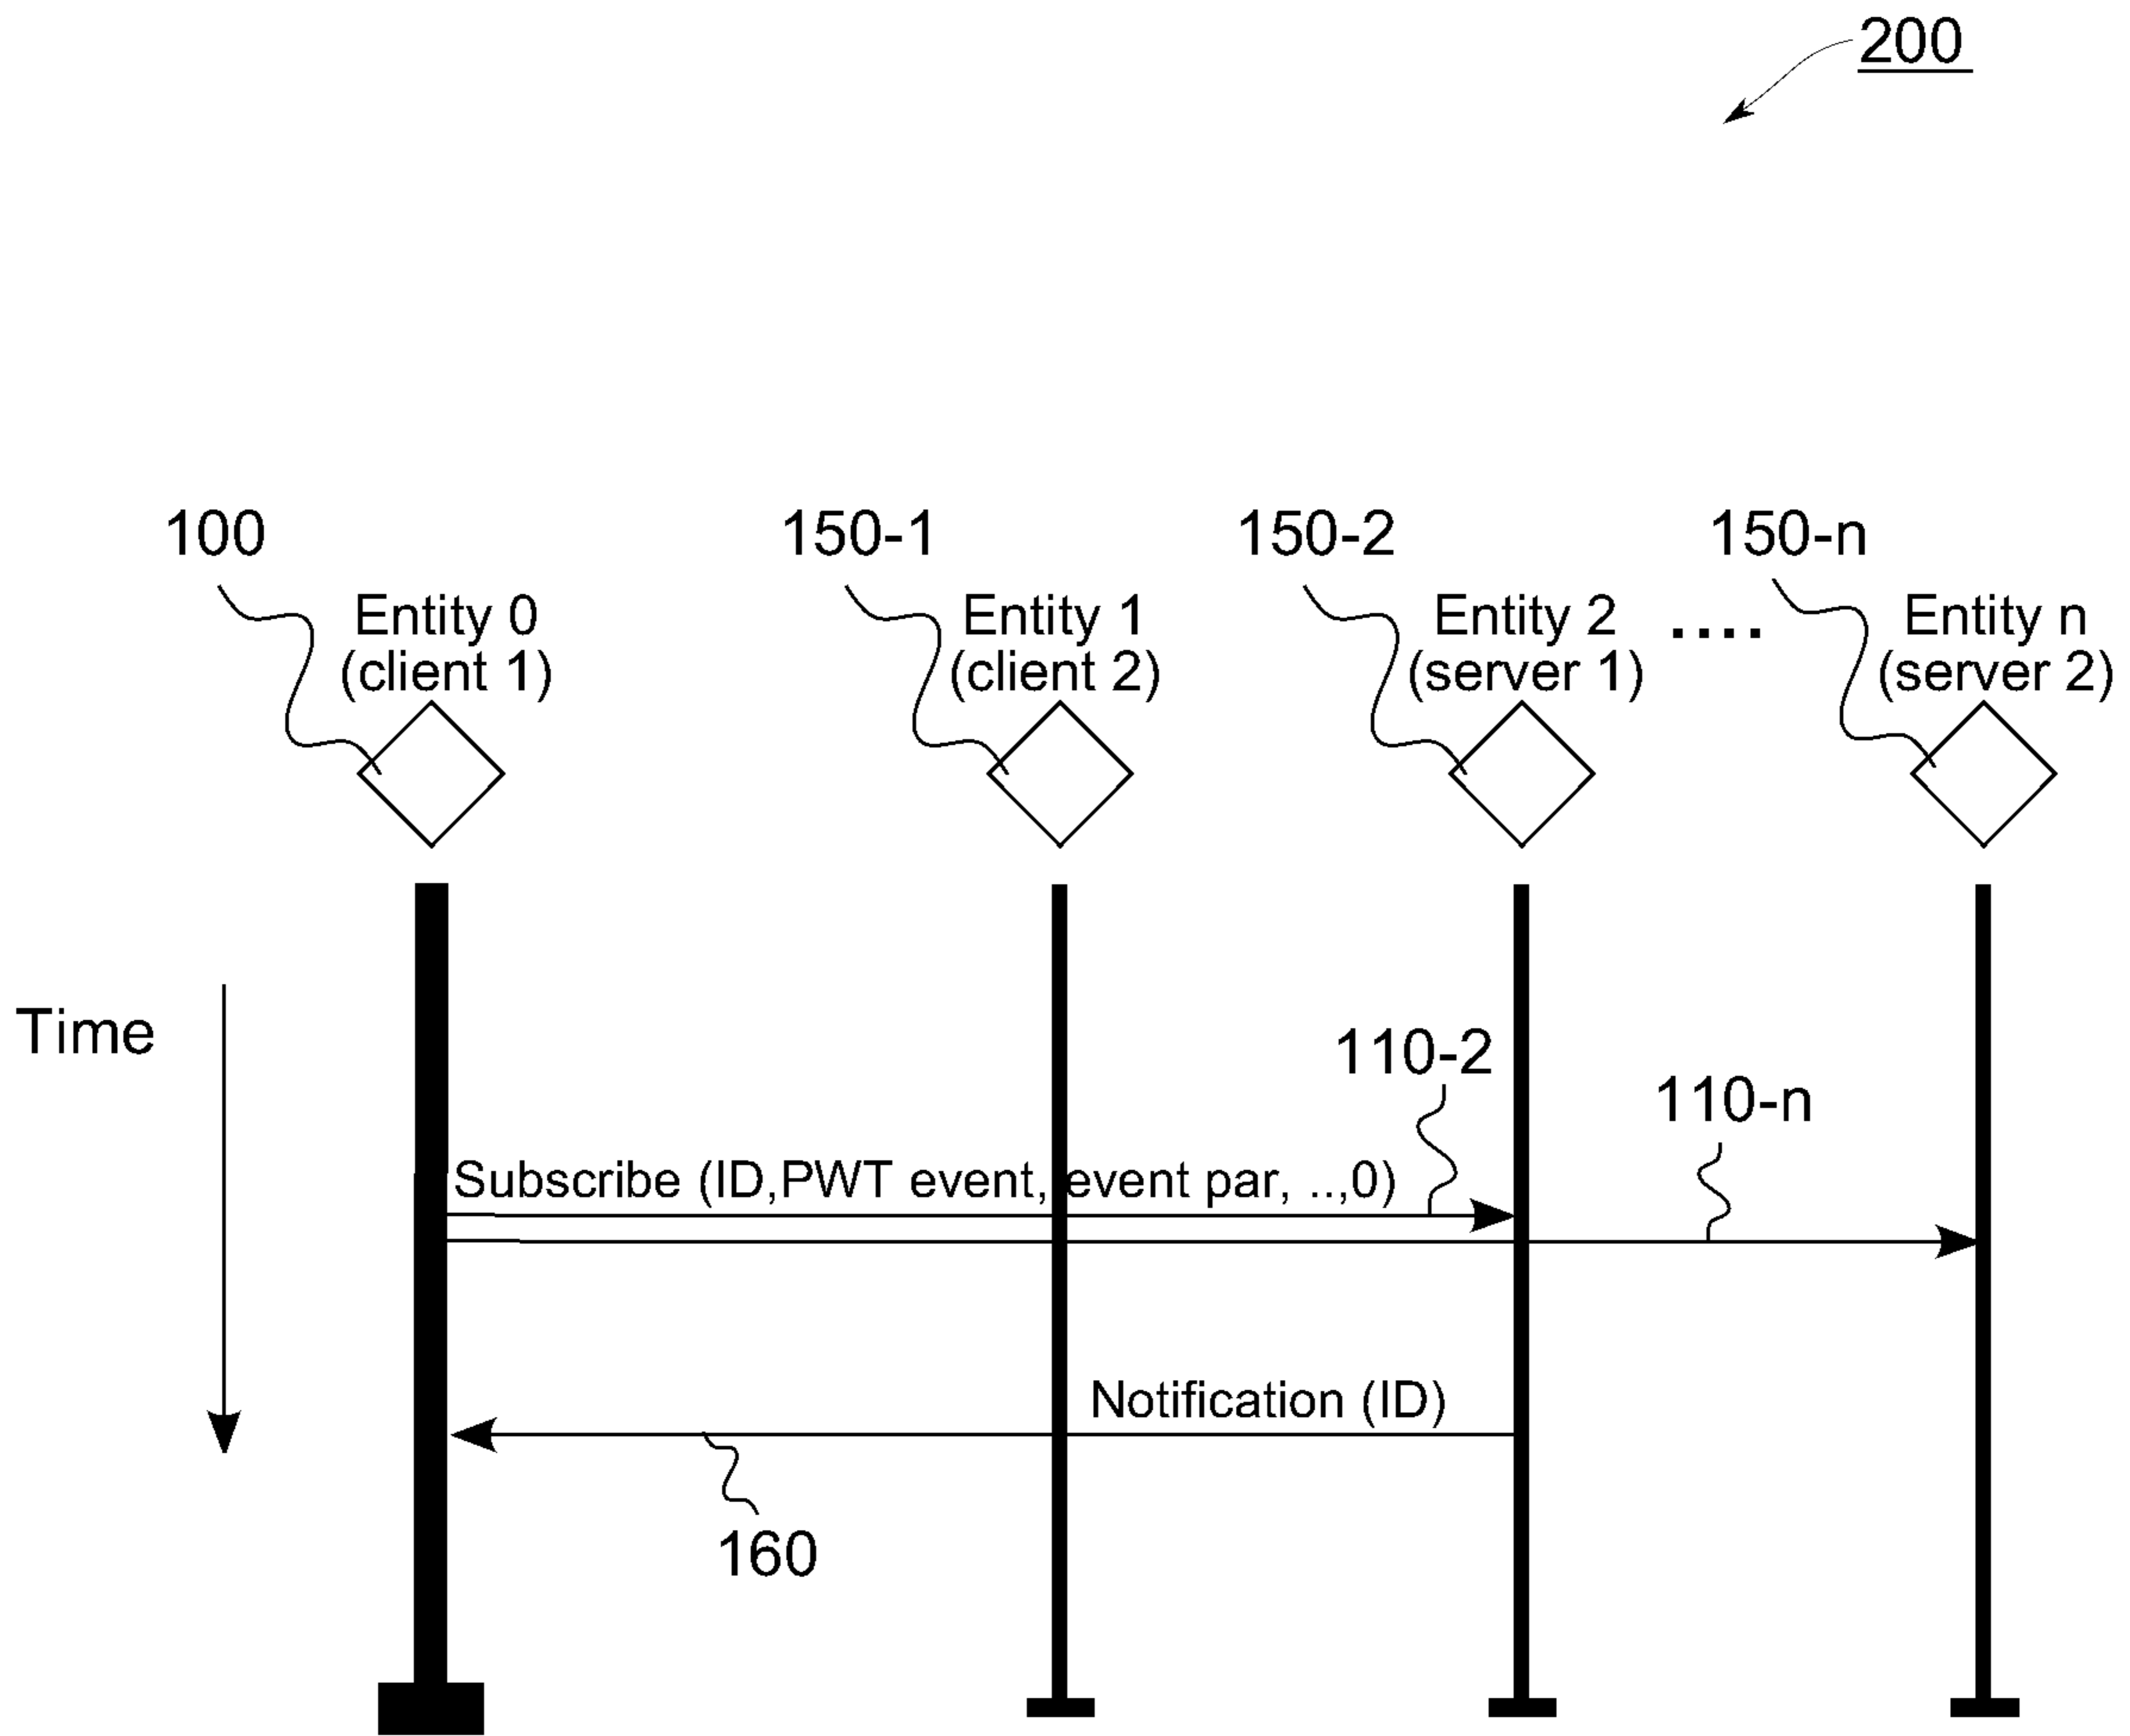 200
100
150-1
150-2
150-n
Entity 0
(client 1)
Entity 1
(client 2)
Entity 2
(server 1)
....
Entity n
(server 2)
Time
110-2
110-n
Subscribe (ID,PWT event, event par, ..,0)
Notification (ID)
160